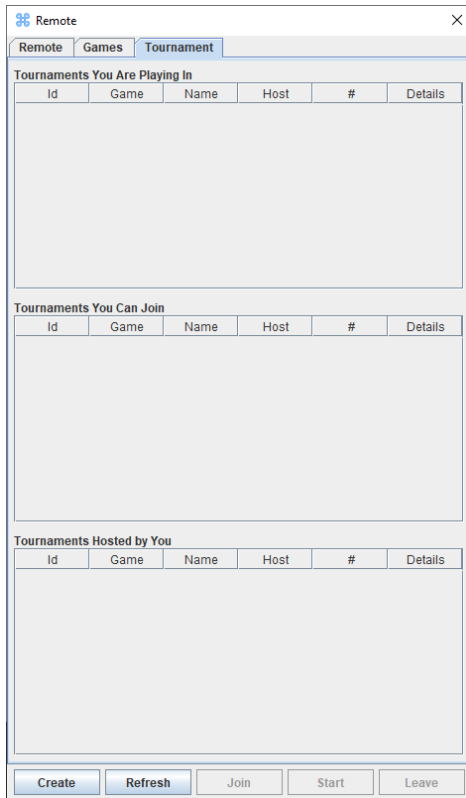 Remote
Remote Games Tournament
Tournaments You Are Playing In
Id Game Name Host # Details
Tournaments You Can Join
Id Game Name Host # Details
Tournaments Hosted by You
Id Game Name Host # Details
Create Refresh Join Start Leave